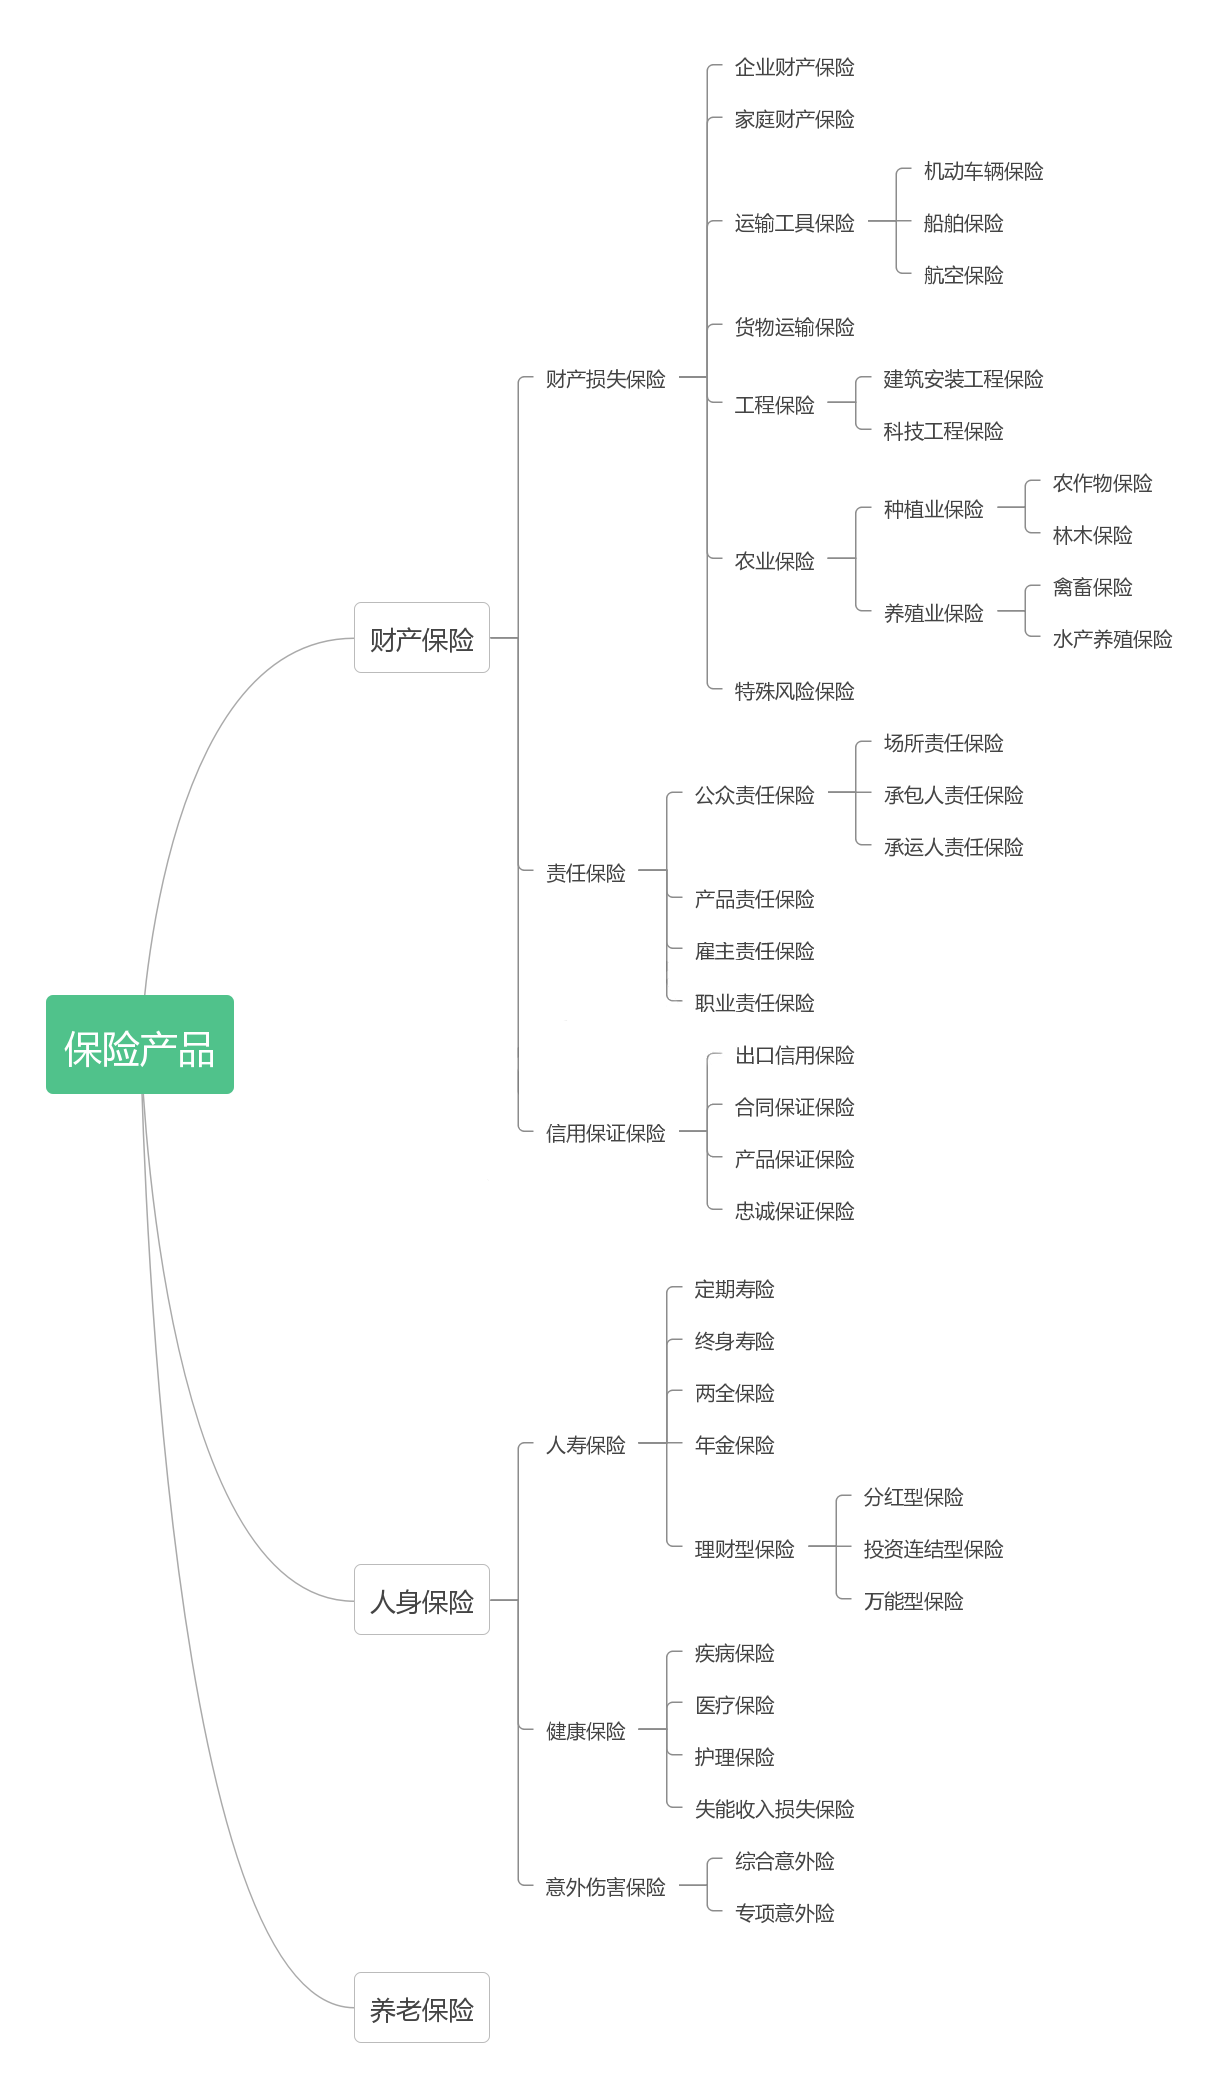 保险产品
财产保险
财产损失保险
企业财产保险
家庭财产保险
运输工具保险
机动车辆保险
船舶保险
航空保险
货物运输保险
工程保险
建筑安装工程保险
科技工程保险
农业保险
种植业保险
农作物保险
林木保险
养殖业保险
禽畜保险
水产养殖保险
特殊风险保险
责任保险
公众责任保险
场所责任保险
承包人责任保险
承运人责任保险
产品责任保险
雇主责任保险
职业责任保险
信用保证保险
出口信用保险
合同保证保险
产品保证保险
忠诚保证保险
人身保险
人寿保险
定期寿险
终身寿险
两全保险
年金保险
理财型保险
分红型保险
投资连结型保险
万能型保险
健康保险
疾病保险
医疗保险
护理保险
失能收入损失保险
意外伤害保险
综合意外险
专项意外险
养老保险